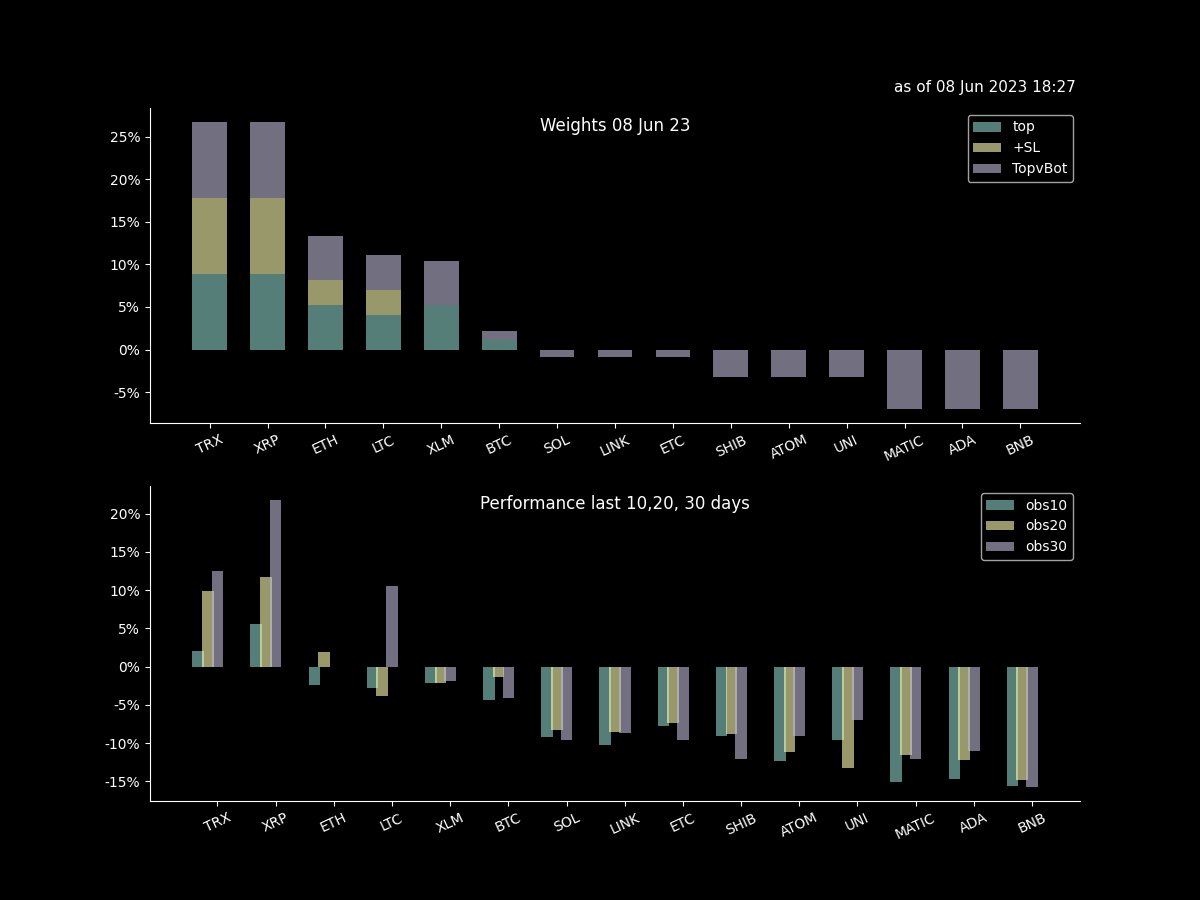 as of 08 Jun 2023 18:27
Weights 08 Jun 23
top
+SL
TopvBot
25%
20%
15%
10%
5%
0%
-5%
TRX XRP ETH LTC XLM BTC SOL LINK ETC SHIB ATOM UNI MATIC ADA BNB
Performance last 10,20, 30 days
obs10
obs20
obs30
20%
15%
10%
5%
0%
-5%
-10%
-15%
TRX XRP ETH LTC XLM BTC SOL LINK ETC SHIB ATOM UNI MATIC ADA BNB